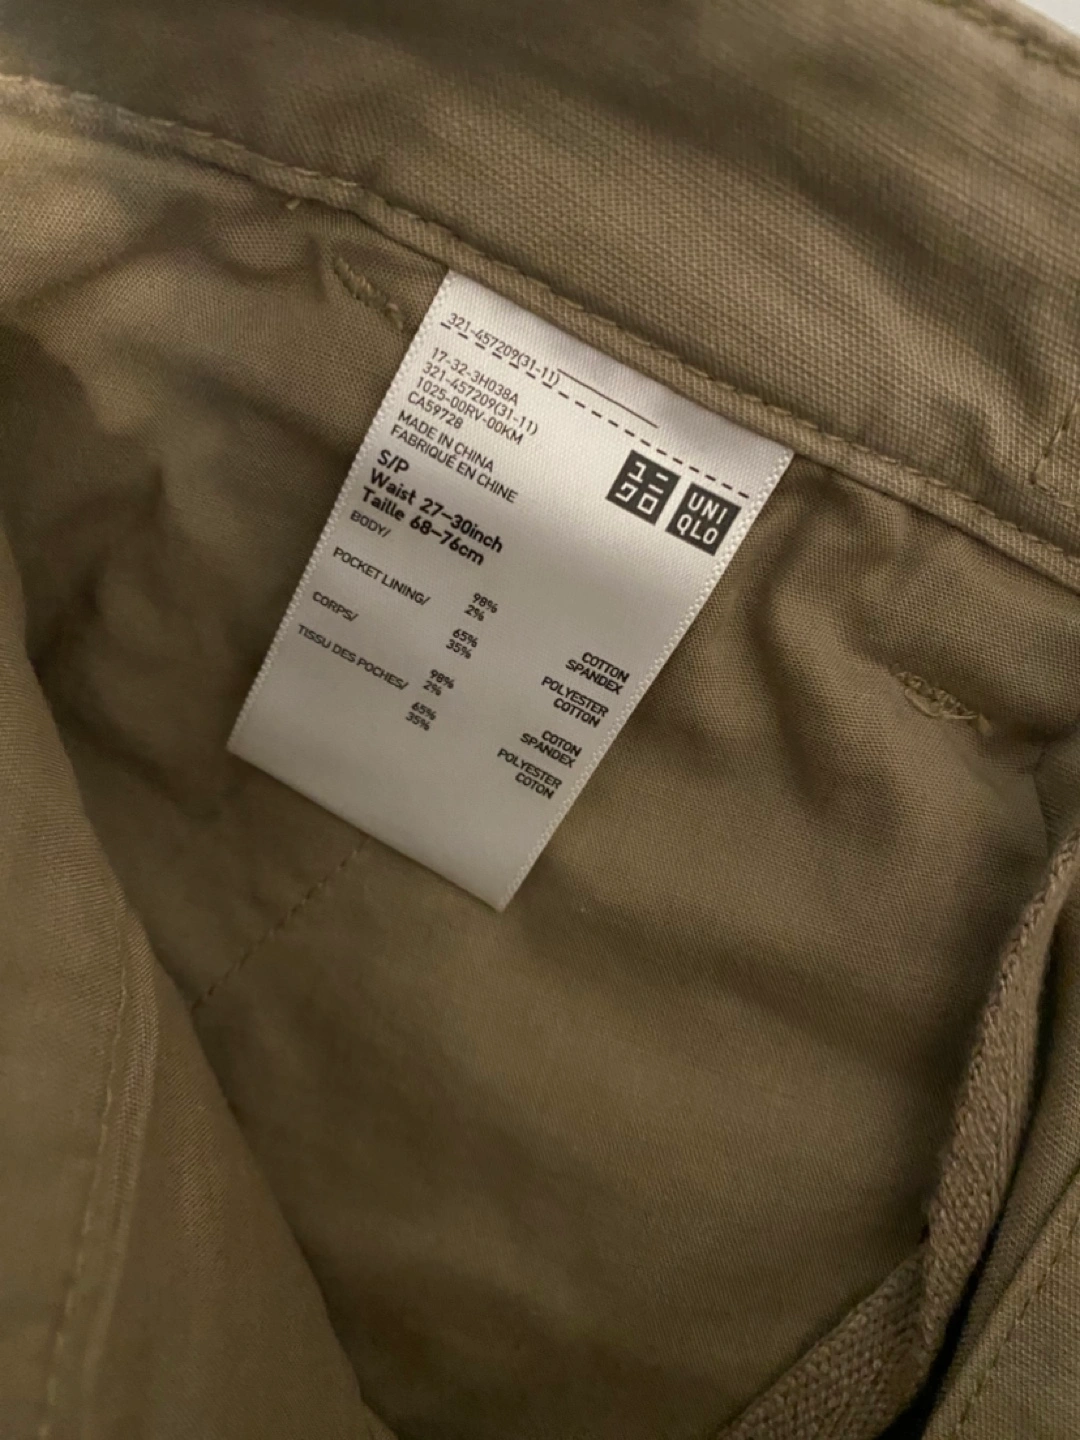 321-457209(31-11)
17-32-3H038A
321-457209(31-11)
1025-00RV-00KM
CA59728
MADE IN CHINA
FABRIQUÉ EN CHINE
S/P
Waist 27-30inch
Taille 68-76cm
ユニ
クロ
UNI
QLO
BODY/
98% COTTON
2% SPANDEX
POCKET LINING/
65% POLYESTER
35% COTTON
CORPS/
98% COTON
2% SPANDEX
TISSU DES POCHES/
65% POLYESTER
35% COTON